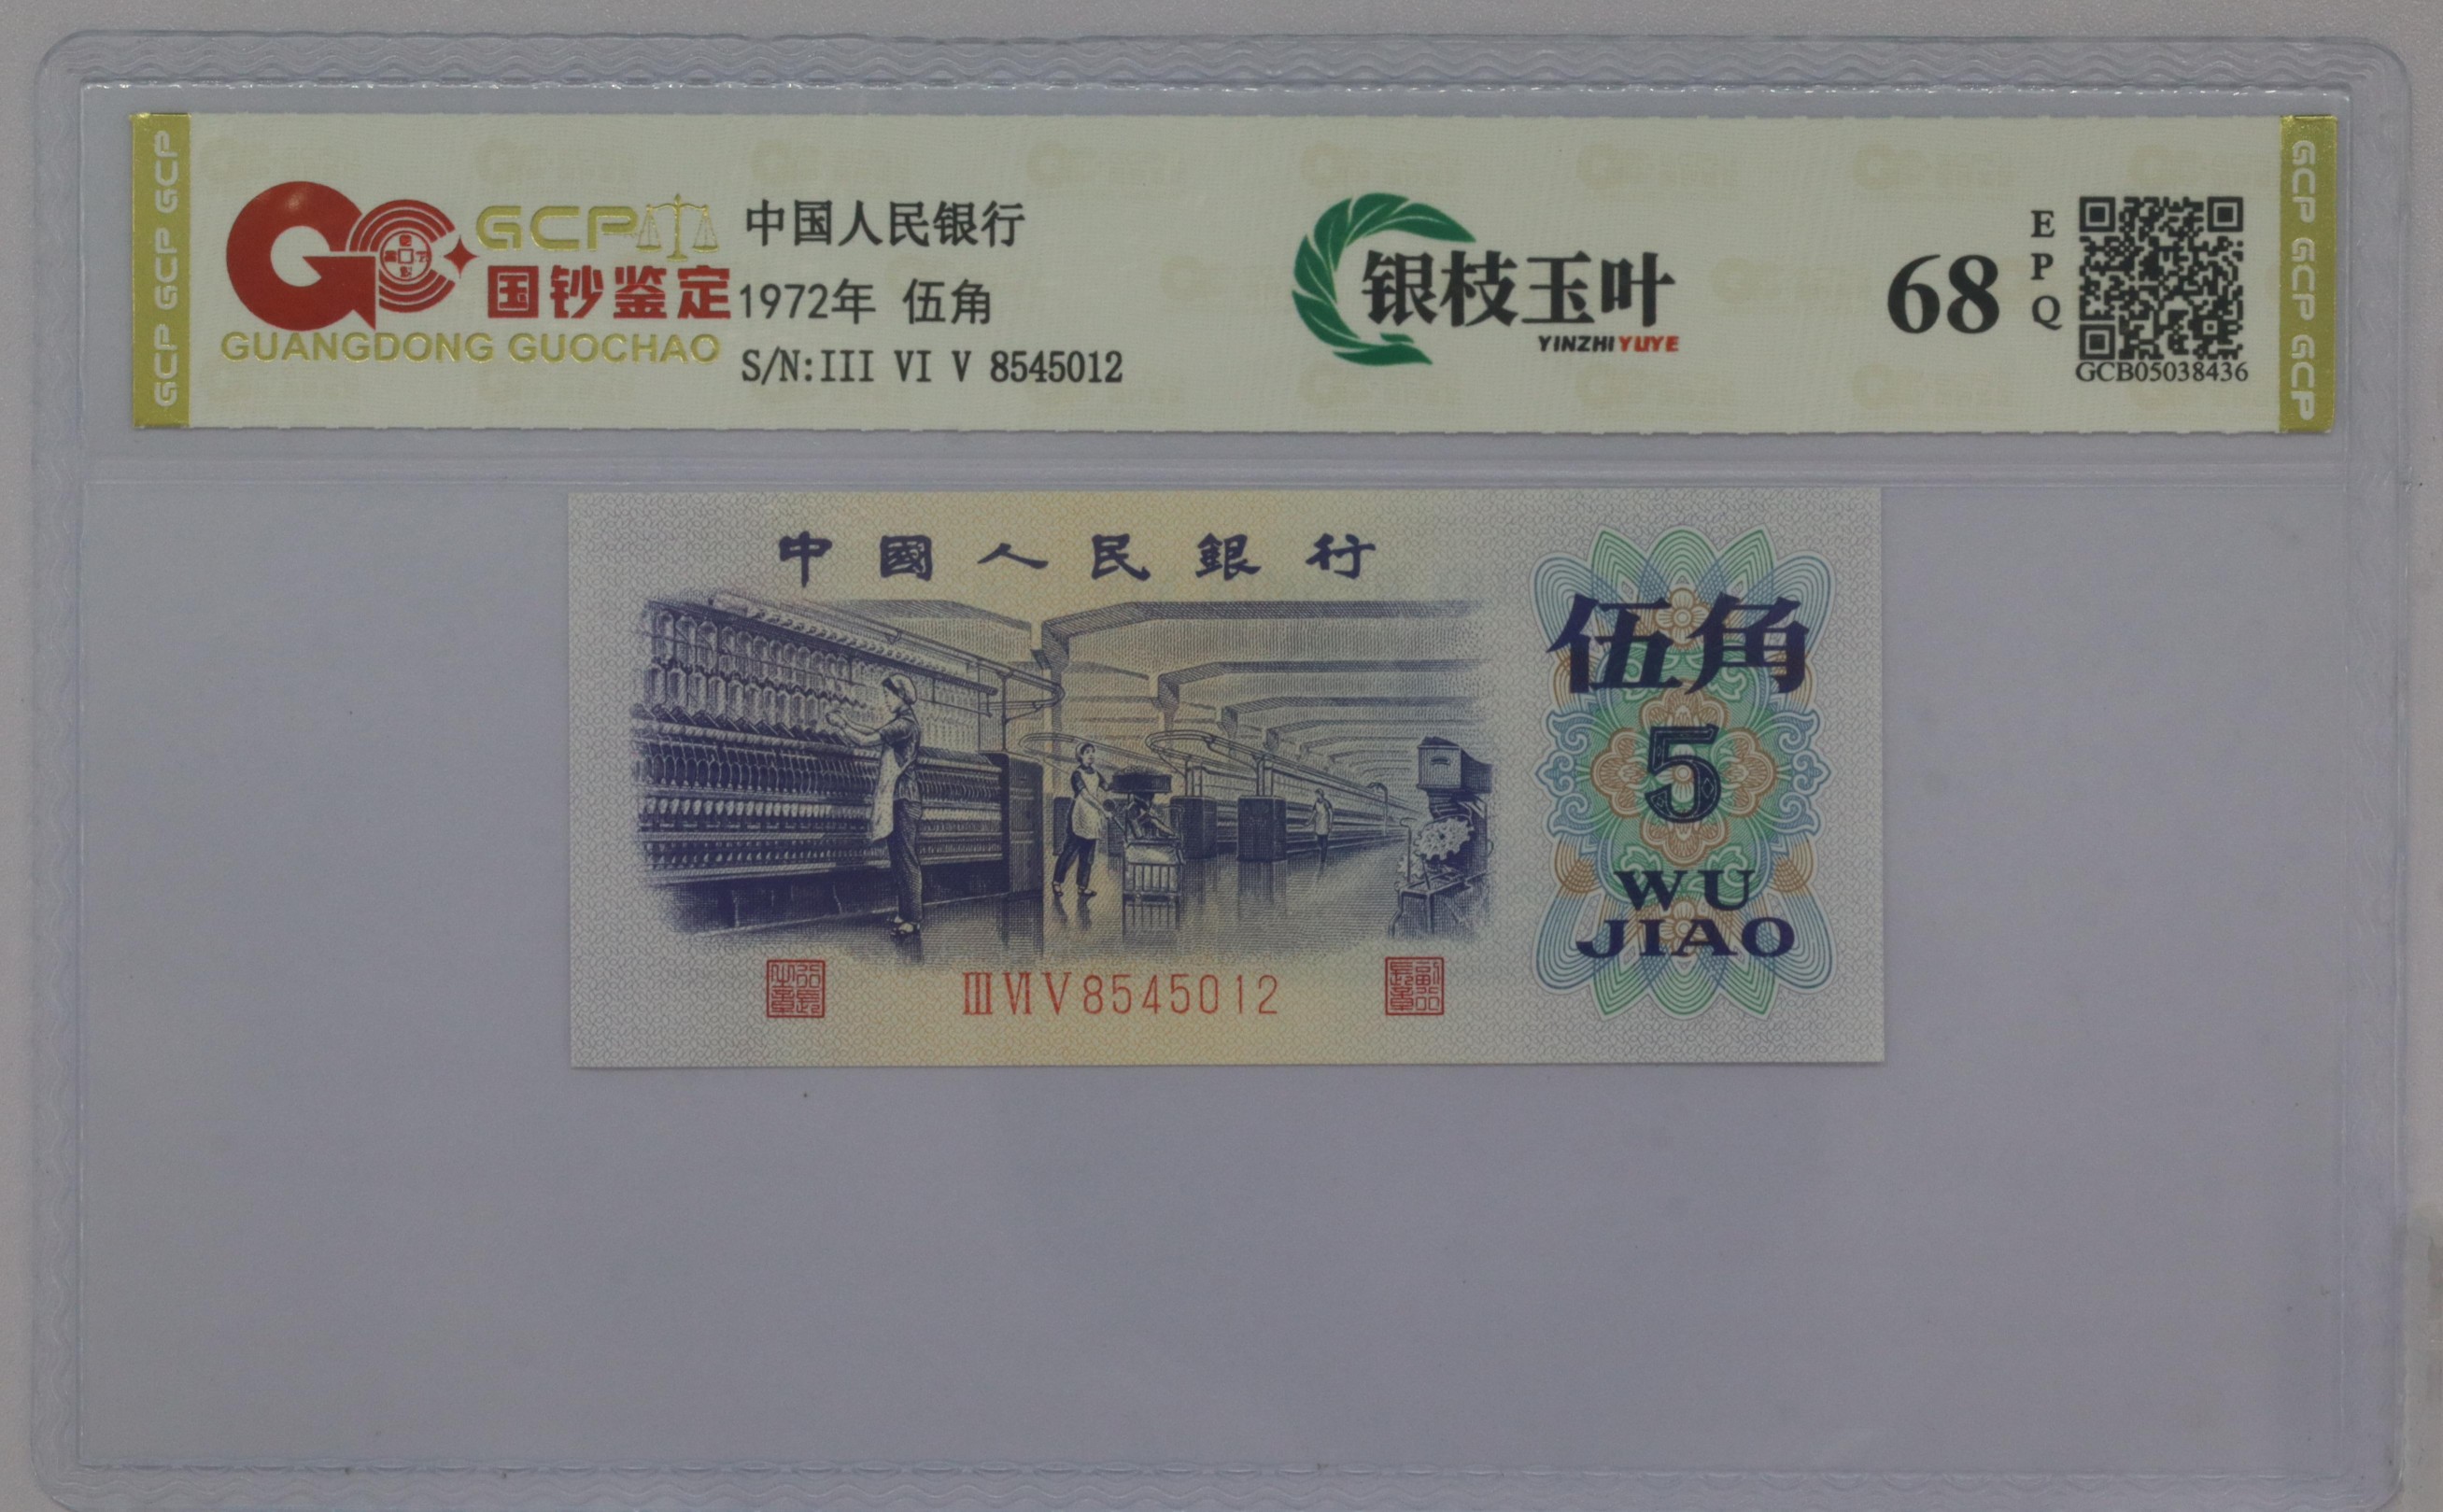 GCP GCP GCP
GCP
国钞鉴定
GUANGDONG GUOCHAO
中国人民银行
1972年 伍角
S/N:III VI V 8545012
银枝玉叶
YINZHIYUYE
68
EPQ
GCB05038436
GCP GCP GCP
中國人民銀行
伍角
5
WU
JIAO
ⅢⅥⅤ8545012